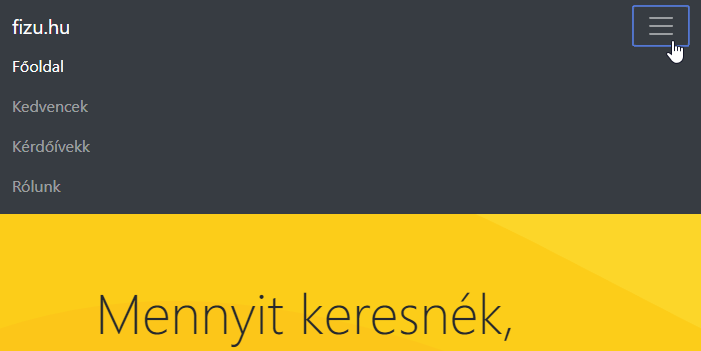 fizu.hu
Főoldal
Kedvencek
Kérdőívekk
Rólunk
Mennyit keresnék,